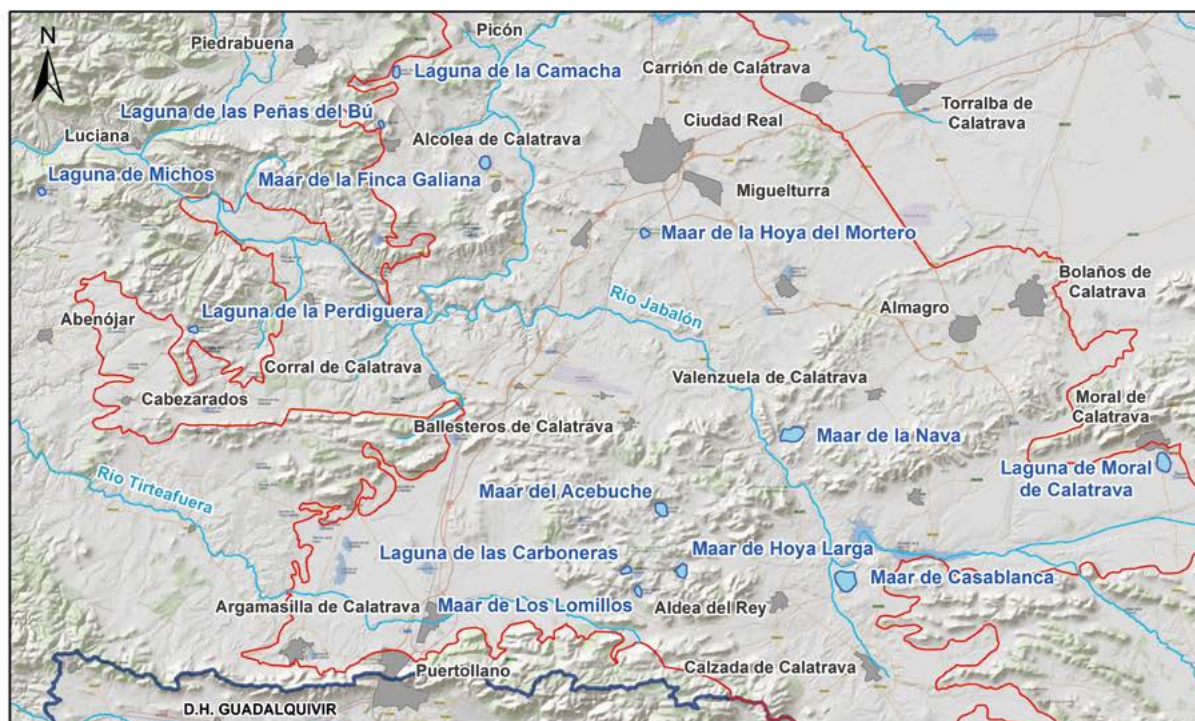 N
Piedrabuena
Picón
Laguna de la Camacha
Carrión de Calatrava
Laguna de las Peñas del Bú
Torralba de
Calatrava
Luciana
Alcolea de Calatrava
Ciudad Real
Laguna de Michos
Maar de la Finca Galiana
Miguelturra
Maar de la Hoya del Mortero
Bolaños de
Calatrava
Río Jabalón
Abenójar
Laguna de la Perdiguera
Almagro
Corral de Calatrava
Valenzuela de Calatrava
Cabezarados
Moral de
Calatrava
Ballesteros de Calatrava
Maar de la Nava
Laguna de Moral
de Calatrava
Río Tirteafuera
Maar del Acebuche
Laguna de las Carboneras
Maar de Hoya Larga
Maar de Casablanca
Argamasilla de Calatrava
Maar de Los Lomillos
Aldea del Rey
Puertollano
Calzada de Calatrava
D.H. GUADALQUIVIR